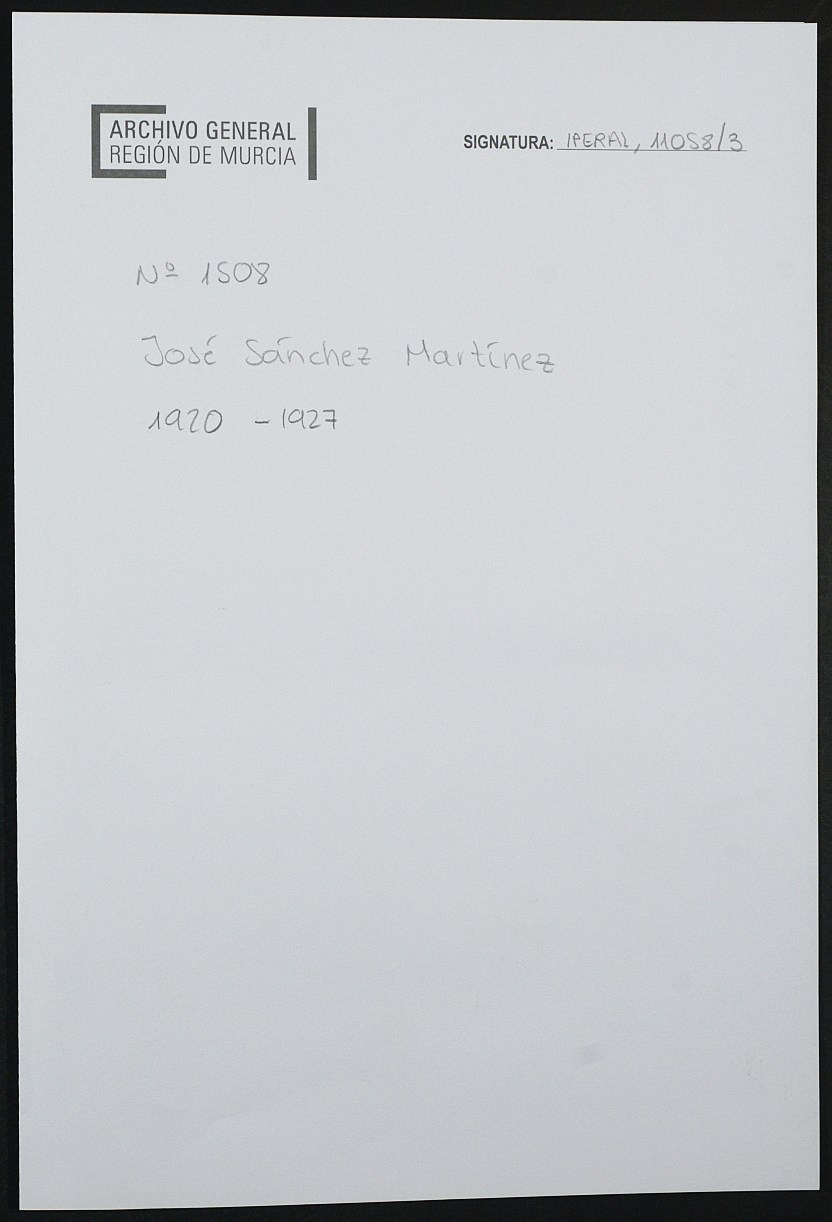 ARCHIVO GENERAL
REGIÓN DE MURCIA
SIGNATURA: IPERAL, 11058/3
Nº 1508
José Sánchez Martínez
1920 - 1927